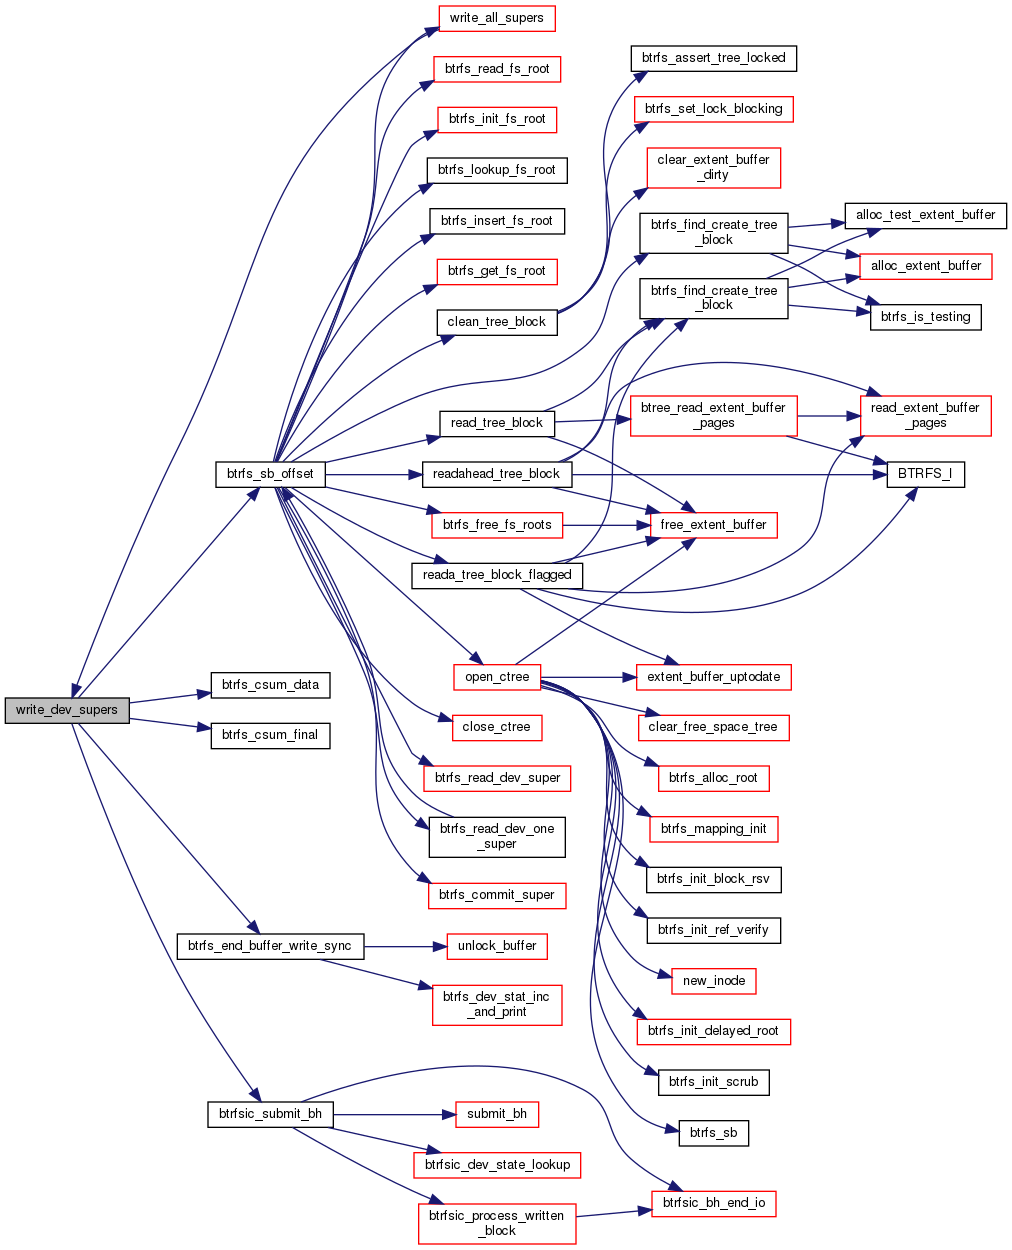 write_all_supers
btrfs_read_fs_root
btrfs_init_fs_root
btrfs_lookup_fs_root
btrfs_insert_fs_root
btrfs_get_fs_root
clean_tree_block
btrfs_assert_tree_locked
btrfs_set_lock_blocking
clear_extent_buffer
_dirty
btrfs_find_create_tree
_block
btrfs_find_create_tree
_block
alloc_test_extent_buffer
alloc_extent_buffer
btrfs_is_testing
read_tree_block
btree_read_extent_buffer
_pages
read_extent_buffer
_pages
btrfs_sb_offset
readahead_tree_block
BTRFS_I
btrfs_free_fs_roots
free_extent_buffer
reada_tree_block_flagged
open_ctree
extent_buffer_uptodate
write_dev_supers
btrfs_csum_data
btrfs_csum_final
close_ctree
clear_free_space_tree
btrfs_read_dev_super
btrfs_alloc_root
btrfs_read_dev_one
_super
btrfs_mapping_init
btrfs_commit_super
btrfs_init_block_rsv
btrfs_init_ref_verify
btrfs_end_buffer_write_sync
unlock_buffer
new_inode
btrfs_dev_stat_inc
_and_print
btrfs_init_delayed_root
btrfs_init_scrub
btrfsic_submit_bh
submit_bh
btrfs_sb
btrfsic_dev_state_lookup
btrfsic_process_written
_block
btrfsic_bh_end_io